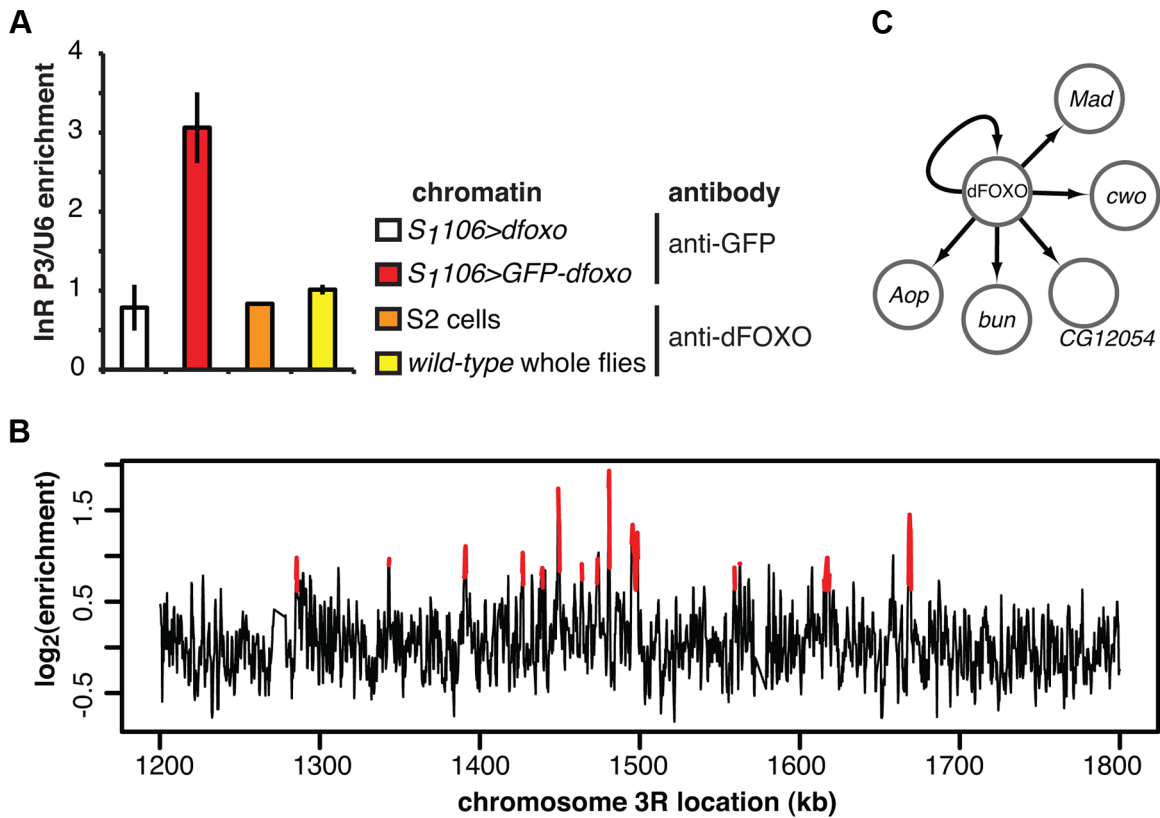 A
InR P3/U6 enrichment
4
3
2
1
0
chromatin
antibody
S1106>dfoxo
S1106>GFP-dfoxo
S2 cells
wild-type whole flies
anti-GFP
anti-dFOXO
C
Mad
dFOXO
cwo
Aop
bun
CG12054
B
log2(enrichment)
1.5
0.5
-0.5
1200 1300 1400 1500 1600 1700 1800
chromosome 3R location (kb)